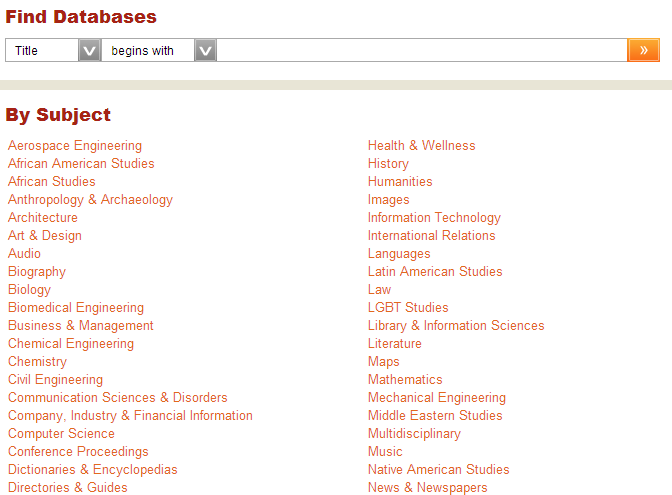 Find Databases
Title
begins with
»
By Subject
Aerospace Engineering
African American Studies
African Studies
Anthropology & Archaeology
Architecture
Art & Design
Audio
Biography
Biology
Biomedical Engineering
Business & Management
Chemical Engineering
Chemistry
Civil Engineering
Communication Sciences & Disorders
Company, Industry & Financial Information
Computer Science
Conference Proceedings
Dictionaries & Encyclopedias
Directories & Guides
Health & Wellness
History
Humanities
Images
Information Technology
International Relations
Languages
Latin American Studies
Law
LGBT Studies
Library & Information Sciences
Literature
Maps
Mathematics
Mechanical Engineering
Middle Eastern Studies
Multidisciplinary
Music
Native American Studies
News & Newspapers